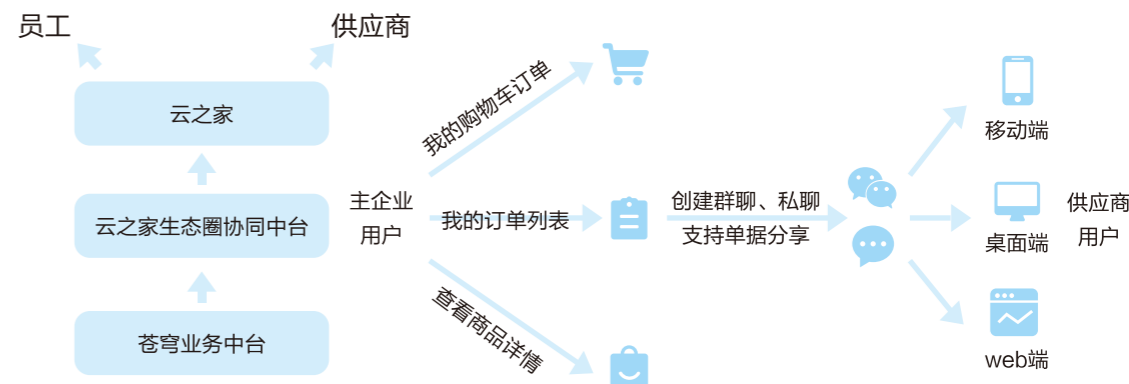 员工
供应商
云之家
云之家生态圈协同中台
苍穹业务中台
主企业
用户
我的购物车订单
我的订单列表
查看商品详情
创建群聊、私聊
支持单据分享
移动端
桌面端
web端
供应商
用户